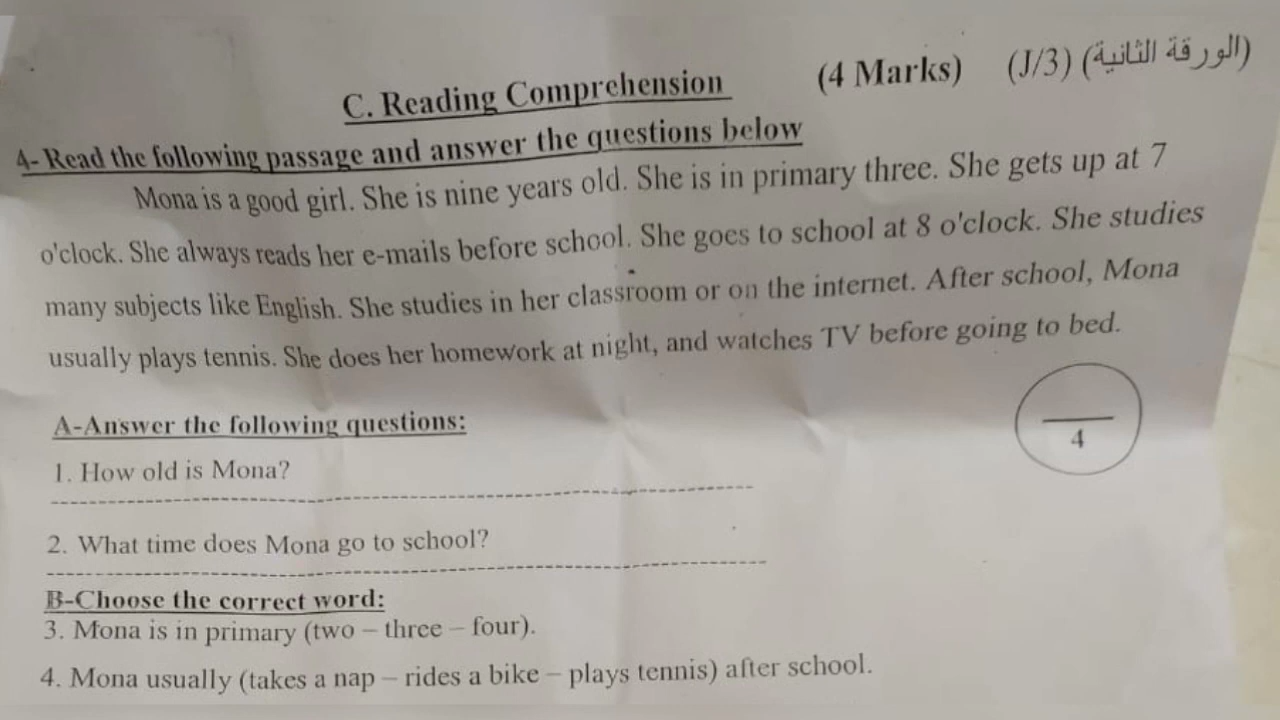 C. Reading Comprehension (4 Marks) (J/3) (الورقة الثانية)
4- Read the following passage and answer the questions below
Mona is a good girl. She is nine years old. She is in primary three. She gets up at 7
o'clock. She always reads her e-mails before school. She goes to school at 8 o'clock. She studies
many subjects like English. She studies in her classroom or on the internet. After school, Mona
usually plays tennis. She does her homework at night, and watches TV before going to bed.
4
A-Answer the following questions:
1. How old is Mona?
2. What time does Mona go to school?
B-Choose the correct word:
3. Mona is in primary (two – three – four).
4. Mona usually (takes a nap – rides a bike – plays tennis) after school.